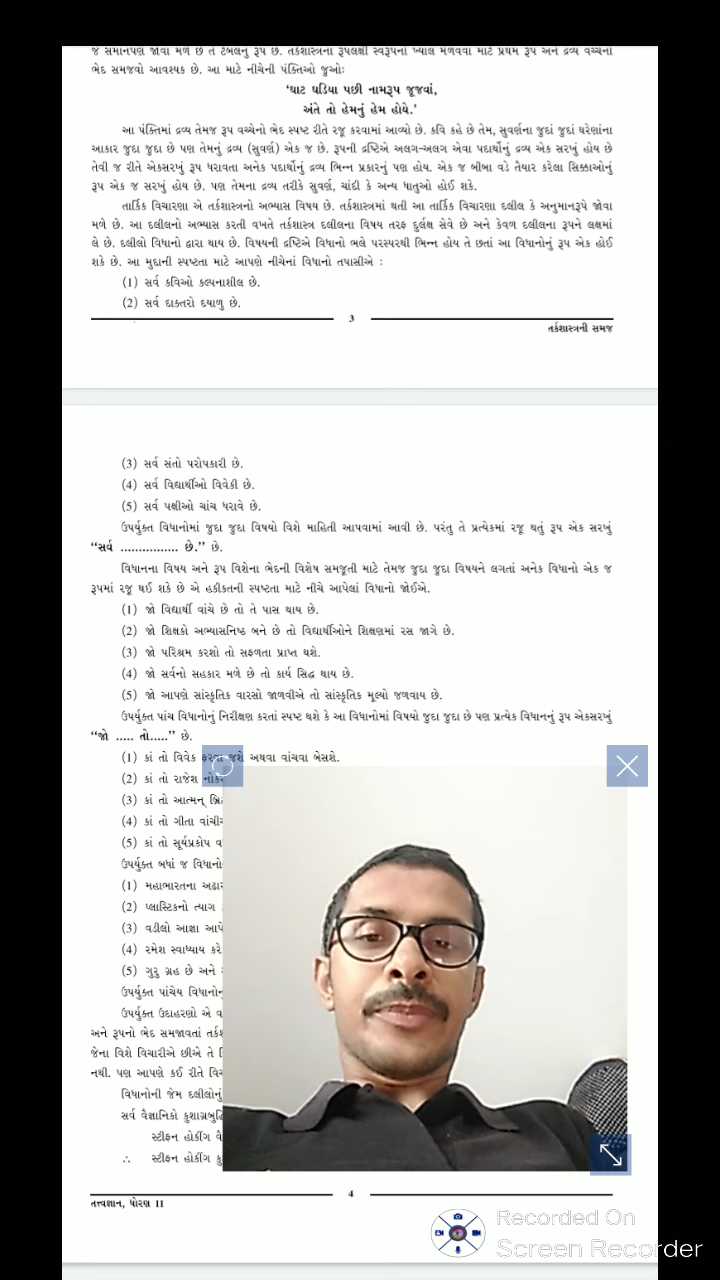 જ સમાનપણે જોવા મળે છે તે ટેબલનું રૂપ છે. તર્કશાસ્ત્રના રૂપલક્ષી સ્વરૂપનો ખ્યાલ મેળવવા માટે પ્રથમ રૂપ અને દ્રવ્ય વચ્ચેનો
ભેદ સમજવો આવશ્યક છે. આ માટે નીચેની પંક્તિઓ જુઓઃ
‘ઘાટ ઘડિયા પછી નામરૂપ જૂજવાં,
અંતે તો હેમનું હેમ હોયે.’
આ પંક્તિમાં દ્રવ્ય તેમજ રૂપ વચ્ચેનો ભેદ સ્પષ્ટ રીતે રજૂ કરવામાં આવ્યો છે. કવિ કહે છે તેમ, સુવર્ણના જુદાં જુદાં ઘરેણાંના
આકાર જુદા જુદા છે પણ તેમનું દ્રવ્ય (સુવર્ણ) એક જ છે. રૂપની દ્રષ્ટિએ અલગ-અલગ એવા પદાર્થોનું દ્રવ્ય એક સરખું હોય છે
તેવી જ રીતે એકસરખું રૂપ ધરાવતા અનેક પદાર્થોનું દ્રવ્ય ભિન્ન પ્રકારનું પણ હોય. એક જ બીબા વડે તૈયાર કરેલા સિક્કાઓનું
રૂપ એક જ સરખું હોય છે. પણ તેમના દ્રવ્ય તરીકે સુવર્ણ, ચાંદી કે અન્ય ધાતુઓ હોઈ શકે.
તાર્કિક વિચારણા એ તર્કશાસ્ત્રનો અભ્યાસ વિષય છે. તર્કશાસ્ત્રમાં થતી આ તાર્કિક વિચારણા દલીલ કે અનુમાનરૂપે જોવા
મળે છે. આ દલીલનો અભ્યાસ કરતી વખતે તર્કશાસ્ત્ર દલીલના વિષય તરફ દુર્લક્ષ સેવે છે અને કેવળ દલીલના રૂપને લક્ષમાં
લે છે. દલીલો વિધાનો દ્વારા થાય છે. વિષયની દ્રષ્ટિએ વિધાનો ભલે પરસ્પરથી ભિન્ન હોય તે છતાં આ વિધાનોનું રૂપ એક હોઈ
શકે છે. આ મુદાની સ્પષ્ટતા માટે આપણે નીચેનાં વિધાનો તપાસીએ :
(1) સર્વ કવિઓ કલ્પનાશીલ છે.
(2) સર્વ દાક્તરો દયાળુ છે.
3
તર્કશાસ્ત્રની સમજ
(3) સર્વ સંતો પરોપકારી છે.
(4) સર્વ વિદ્યાર્થીઓ વિવેકી છે.
(5) સર્વ પક્ષીઓ ચાંચ ધરાવે છે.
ઉપર્યુક્ત વિધાનોમાં જુદા જુદા વિષયો વિશે માહિતી આપવામાં આવી છે. પરંતુ તે પ્રત્યેકમાં રજૂ થતું રૂપ એક સરખું
“સર્વ ................ છે.” છે.
વિધાનના વિષય અને રૂપ વિશેના ભેદની વિશેષ સમજૂતી માટે તેમજ જુદા જુદા વિષયને લગતાં અનેક વિધાનો એક જ
રૂપમાં રજૂ થઈ શકે છે એ હકીકતની સ્પષ્ટતા માટે નીચે આપેલાં વિધાનો જોઈએ.
(1) જો વિદ્યાર્થી વાંચે છે તો તે પાસ થાય છે.
(2) જો શિક્ષકો અભ્યાસનિષ્ઠ બને છે તો વિદ્યાર્થીઓને શિક્ષણમાં રસ જાગે છે.
(3) જો પરિશ્રમ કરશો તો સફળતા પ્રાપ્ત થશે.
(4) જો સર્વનો સહકાર મળે છે તો કાર્ય સિદ્ધ થાય છે.
(5) જો આપણે સાંસ્કૃતિક વારસો જાળવીએ તો સાંસ્કૃતિક મૂલ્યો જળવાય છે.
ઉપર્યુક્ત પાંચ વિધાનોનું નિરીક્ષણ કરતાં સ્પષ્ટ થશે કે આ વિધાનોમાં વિષયો જુદા જુદા છે પણ પ્રત્યેક વિધાનનું રૂપ એકસરખું
“જો ..... તો.....” છે.
(1) કાં તો વિવેક ફરવા જશે અથવા વાંચવા બેસશે.
(2) કાં તો રાજેશ
(3) કાં તો આત્મન્
(4) કાં તો ગીતા
(5) કાં તો સૂર્યપ્રકોપ
ઉપર્યુક્ત બધાં જ
(1) મહાભારતના
(2) પ્લાસ્ટિકનો ત્યાગ
(3) વડીલો આજ્ઞા
(4) રમેશ સ્વાધ્યાય કરે
(5) ગુરુ ગ્રહ છે અને
ઉપર્યુક્ત પાંચેય
ઉપર્યુક્ત ઉદાહરણો એ
અને રૂપનો ભેદ સમજાવતાં
જેના વિશે વિચારીએ છીએ તે
નથી. પણ આપણે કઈ રીતે
વિધાનોની જેમ દલીલોનું
સર્વ વૈજ્ઞાનિકો
સ્ટીફન હોકીંગ
∴ સ્ટીફન હોકીંગ
4
તત્ત્વજ્ઞાન, ધોરણ 11
Recorded On
Screen Recorder